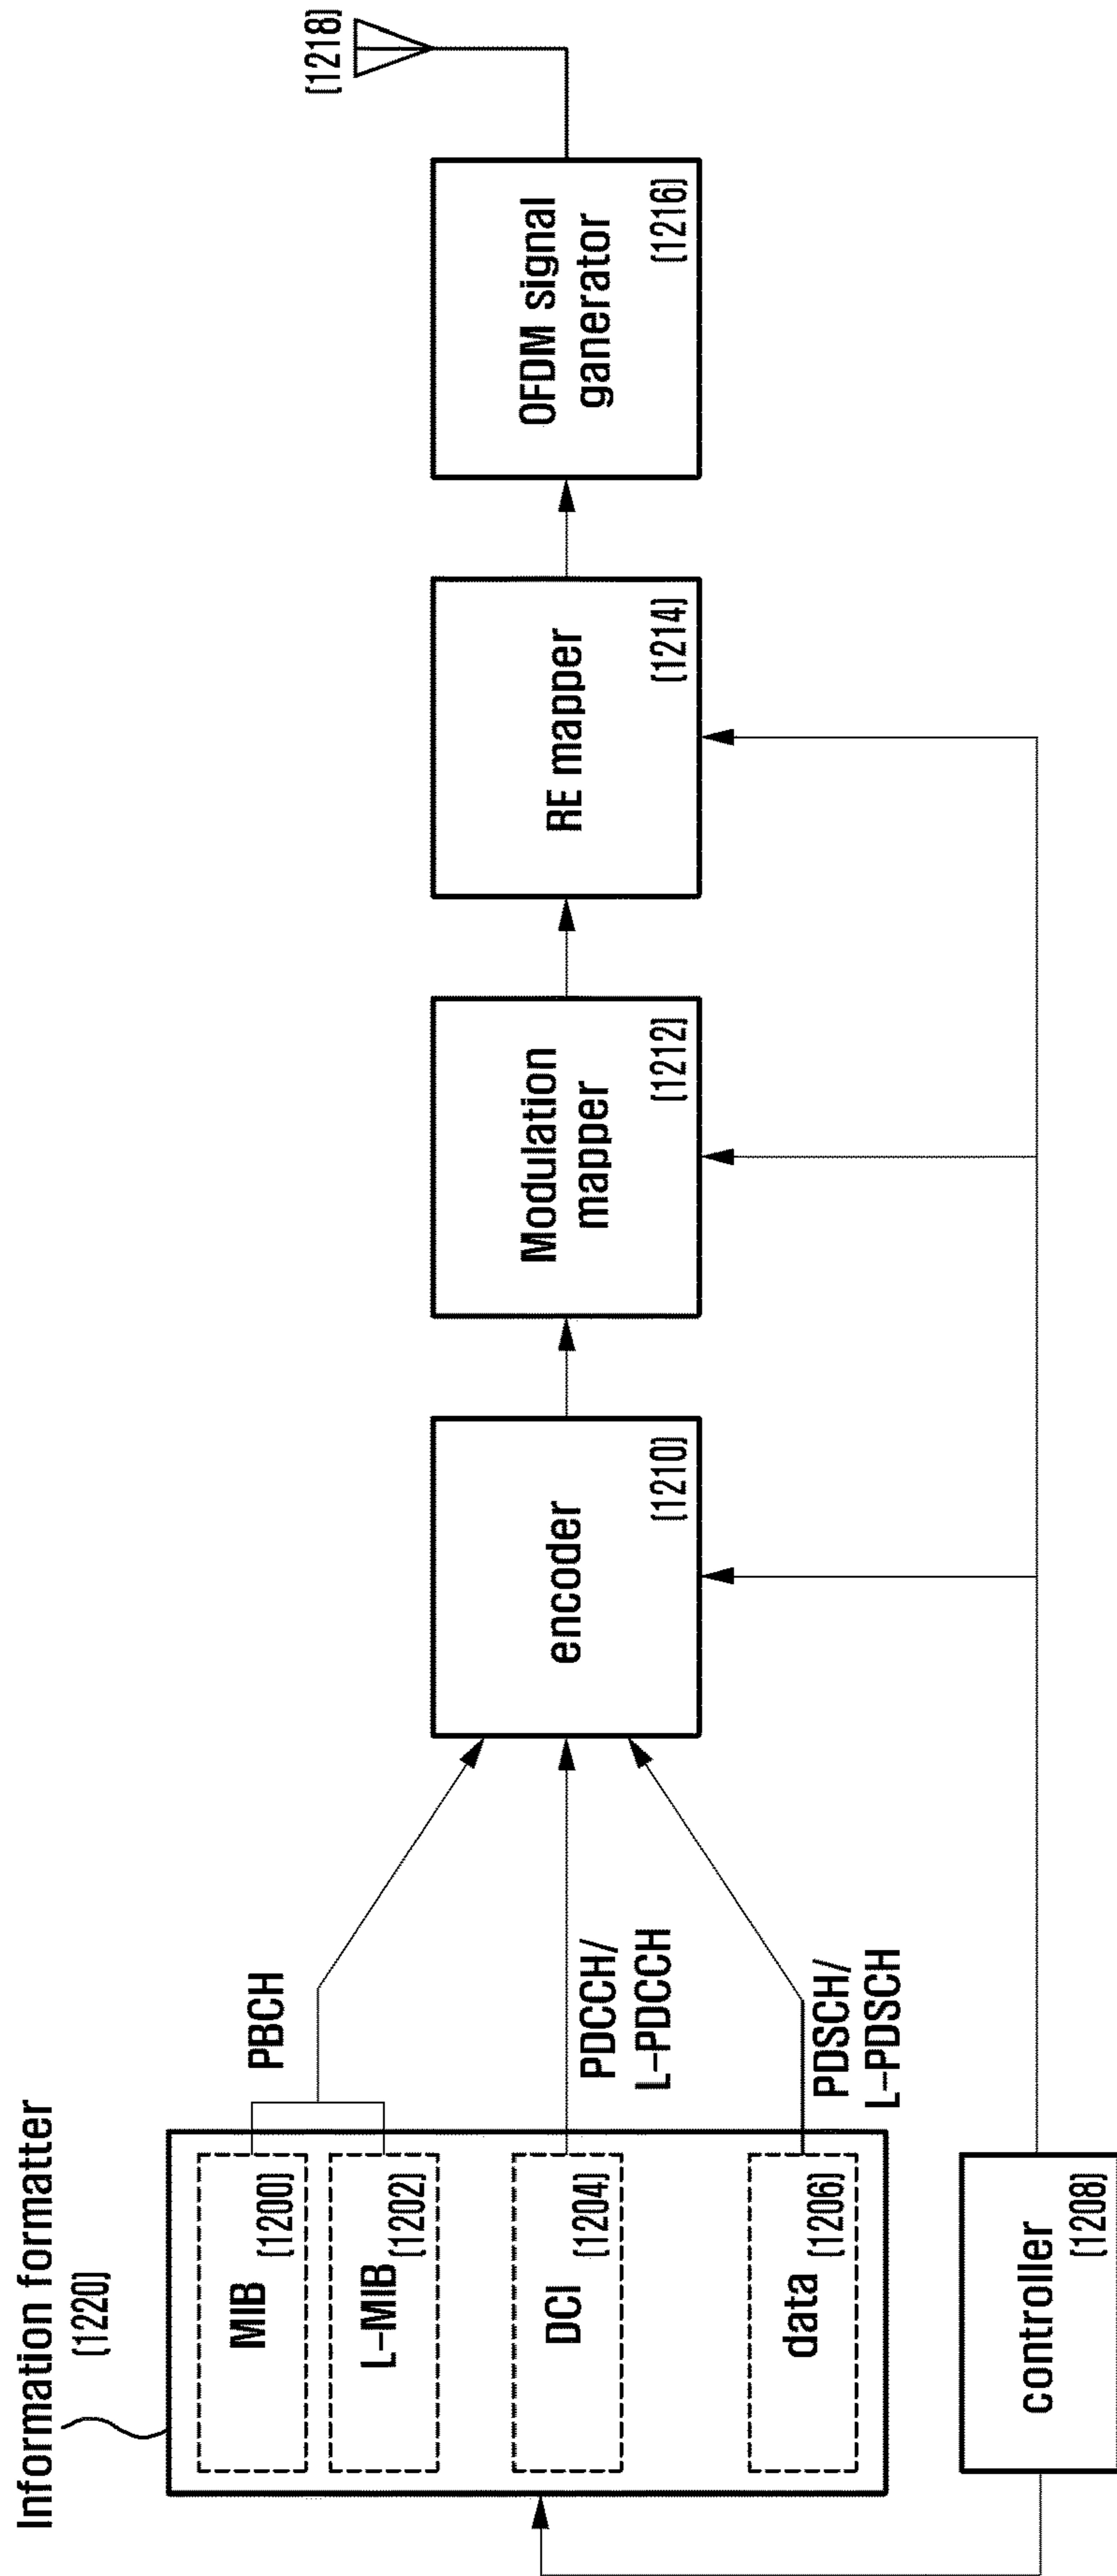 Information formatter
(1220)
MIB
(1200)
L-MIB
(1202)
DCI
(1204)
data
(1206)
PBCH
PDCCH/
L-PDCCH
PDSCH/
L-PDSCH
controller
(1208)
encoder
(1210)
Modulation
mapper
(1212)
RE mapper
(1214)
OFDM signal
ganerator
(1216)
(1218)